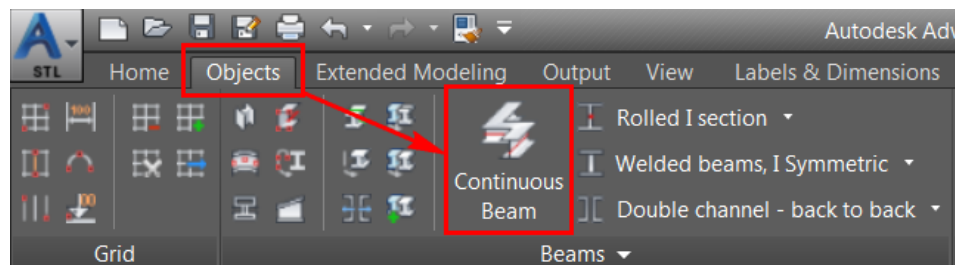 Autodesk Adv
STL Home Objects Extended Modeling Output View Labels & Dimensions
100 Rolled I section
Continuous Beam
Welded beams, I Symmetric
100 Double channel - back to back
Grid Beams